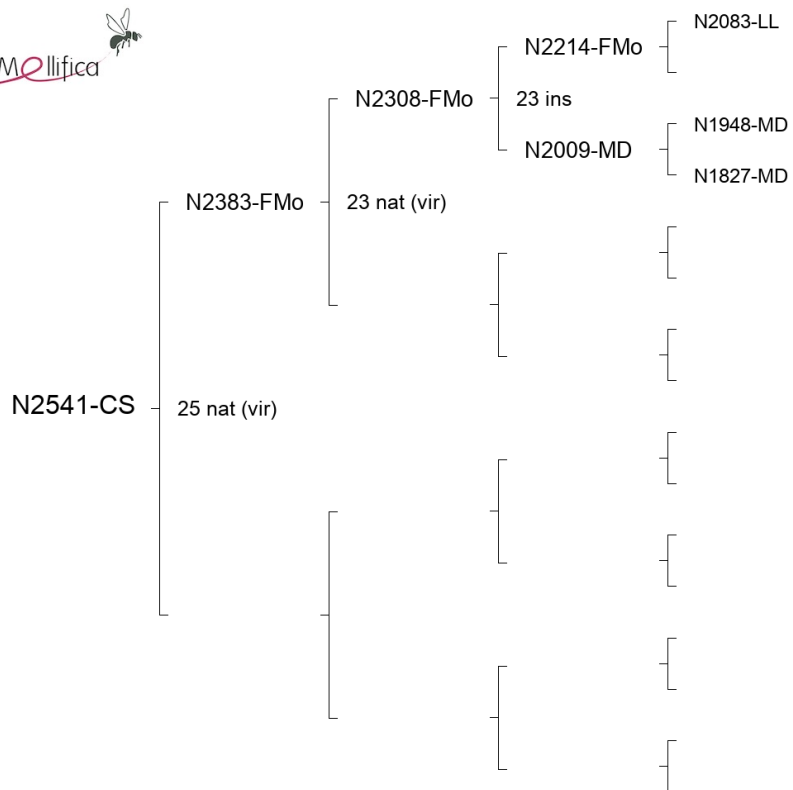 Mellifica
N2083-LL
N2214-FMo
N2308-FMo
23 ins
N1948-MD
N2009-MD
N1827-MD
N2383-FMo
23 nat (vir)
N2541-CS
25 nat (vir)